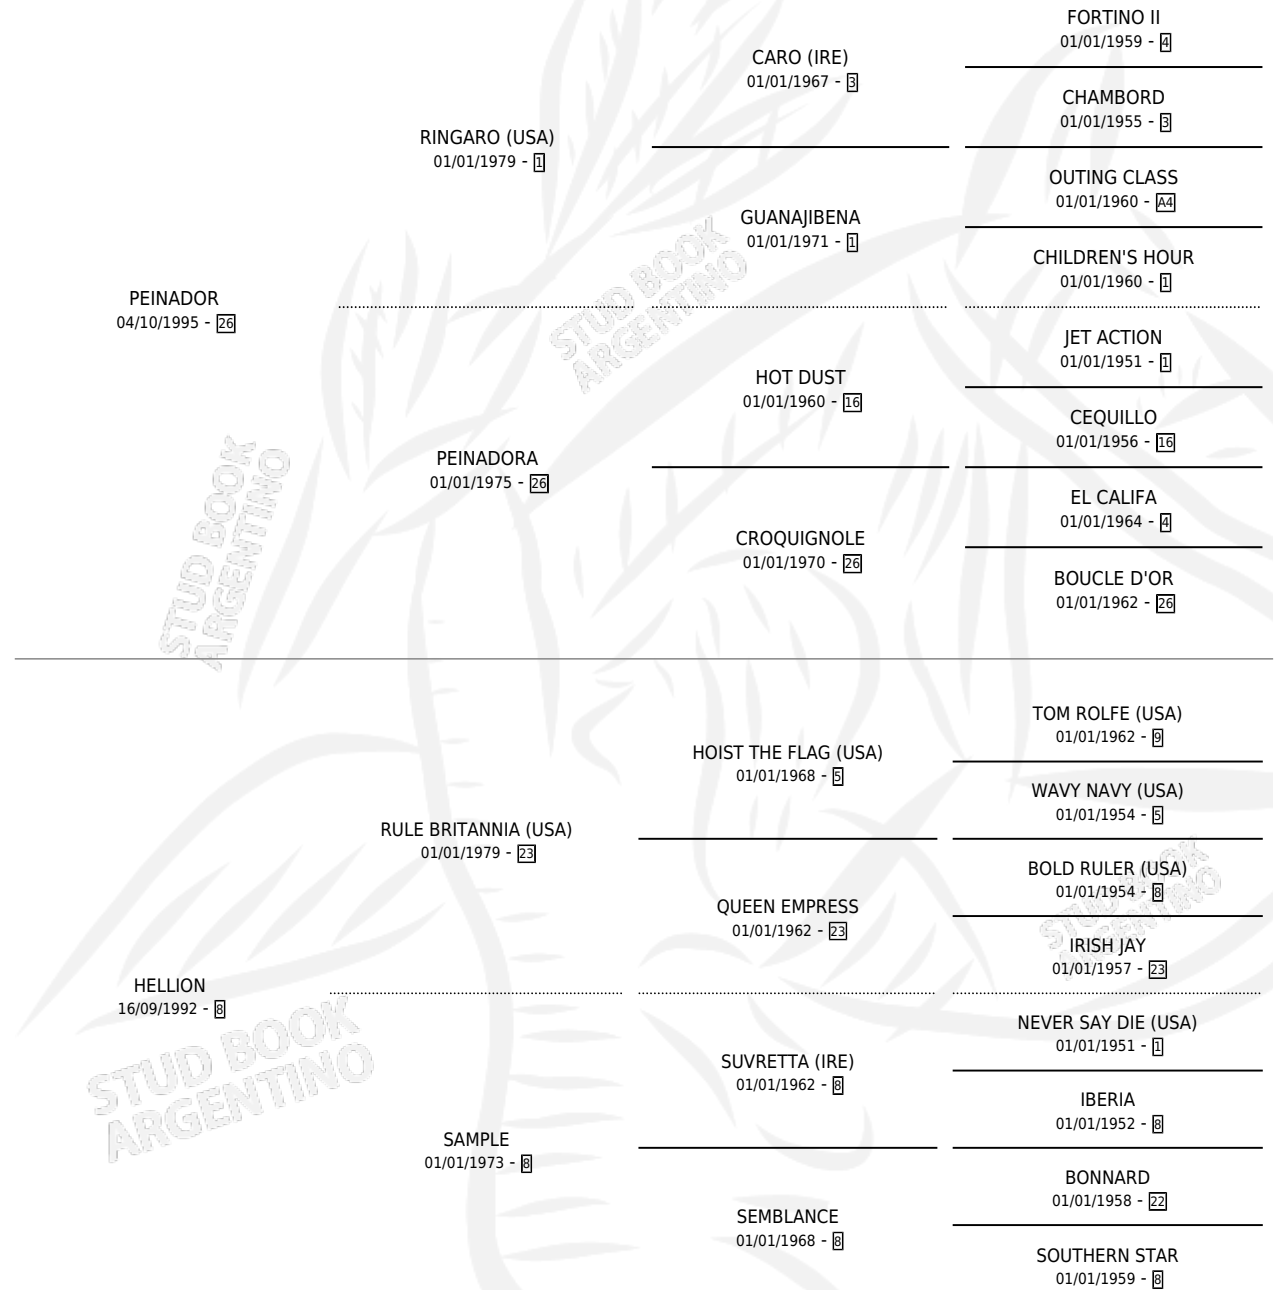 FORTINO II
01/01/1959 - 4
CARO (IRE)
01/01/1967 - 3
CHAMBORD
01/01/1955 - 3
RINGARO (USA)
01/01/1979 - 1
OUTING CLASS
01/01/1960 - A4
GUANAJIBENA
01/01/1971 - 1
CHILDREN'S HOUR
01/01/1960 - 1
PEINADOR
04/10/1995 - 26
STUD BOOK
ARGENTINO
JET ACTION
01/01/1951 - 1
HOT DUST
01/01/1960 - 16
CEQUILLO
01/01/1956 - 16
PEINADORA
01/01/1975 - 26
EL CALIFA
01/01/1964 - 4
CROQUIGNOLE
01/01/1970 - 26
BOUCLE D'OR
01/01/1962 - 26
STUD BOOK
ARGENTINO
TOM ROLFE (USA)
01/01/1962 - 9
HOIST THE FLAG (USA)
01/01/1968 - 5
WAVY NAVY (USA)
01/01/1954 - 5
RULE BRITANNIA (USA)
01/01/1979 - 23
BOLD RULER (USA)
01/01/1954 - 8
QUEEN EMPRESS
01/01/1962 - 23
STUD BOOK
ARGENTINO
IRISH JAY
01/01/1957 - 23
HELLION
16/09/1992 - 8
STUD BOOK
ARGENTINO
NEVER SAY DIE (USA)
01/01/1951 - 1
SUVRETTA (IRE)
01/01/1962 - 8
IBERIA
01/01/1952 - 8
SAMPLE
01/01/1973 - 8
BONNARD
01/01/1958 - 22
SEMBLANCE
01/01/1968 - 8
SOUTHERN STAR
01/01/1959 - 8